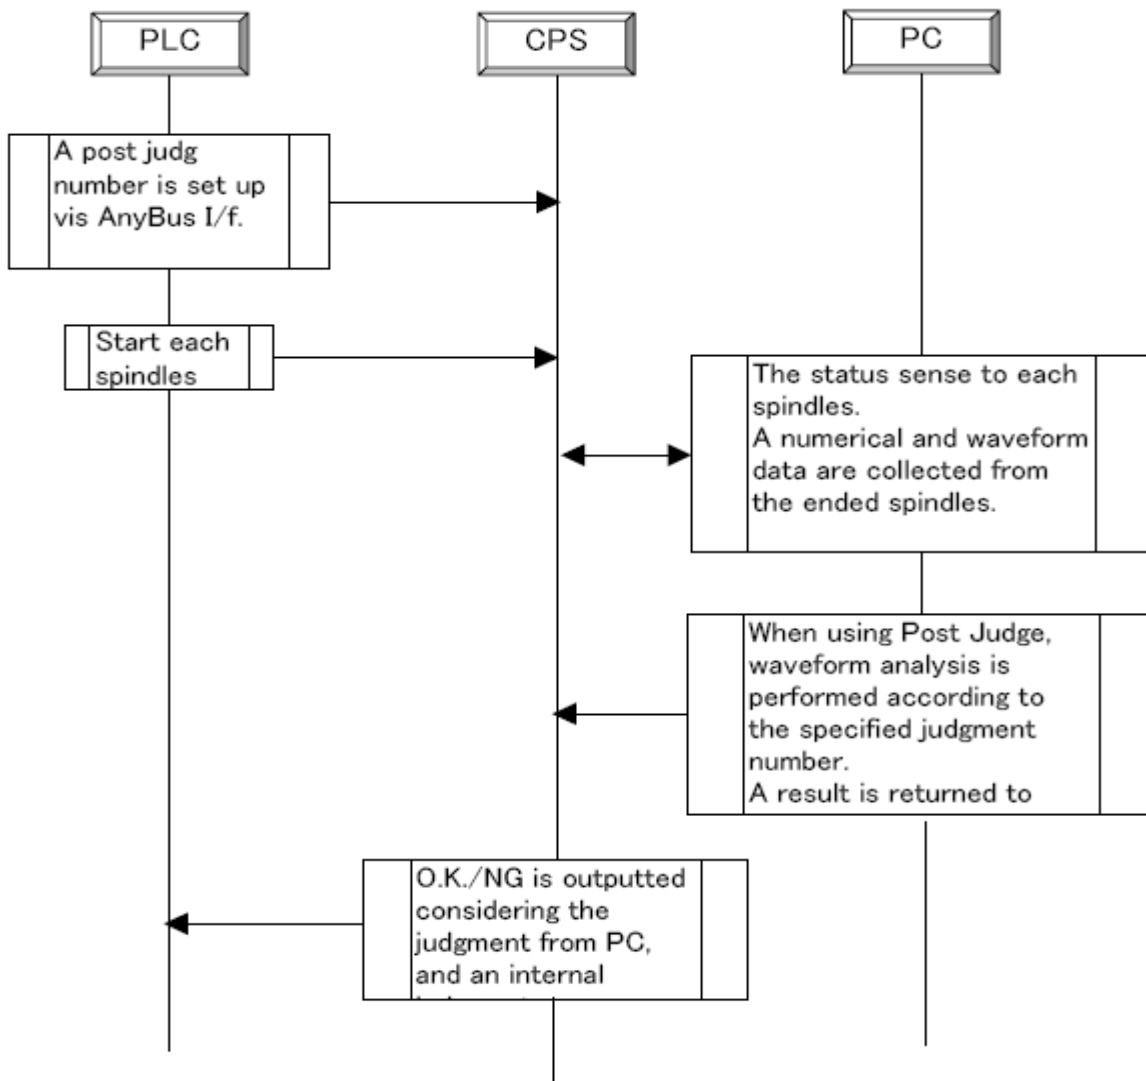 PLC
CPS
PC
A post judg
number is set up
vis AnyBus I/f.
Start each
spindles
The status sense to each
spindles.
A numerical and waveform
data are collected from
the ended spindles.
When using Post Judge,
waveform analysis is
performed according to
the specified judgment
number.
A result is returned to
O.K./NG is outputted
considering the
judgment from PC,
and an internal